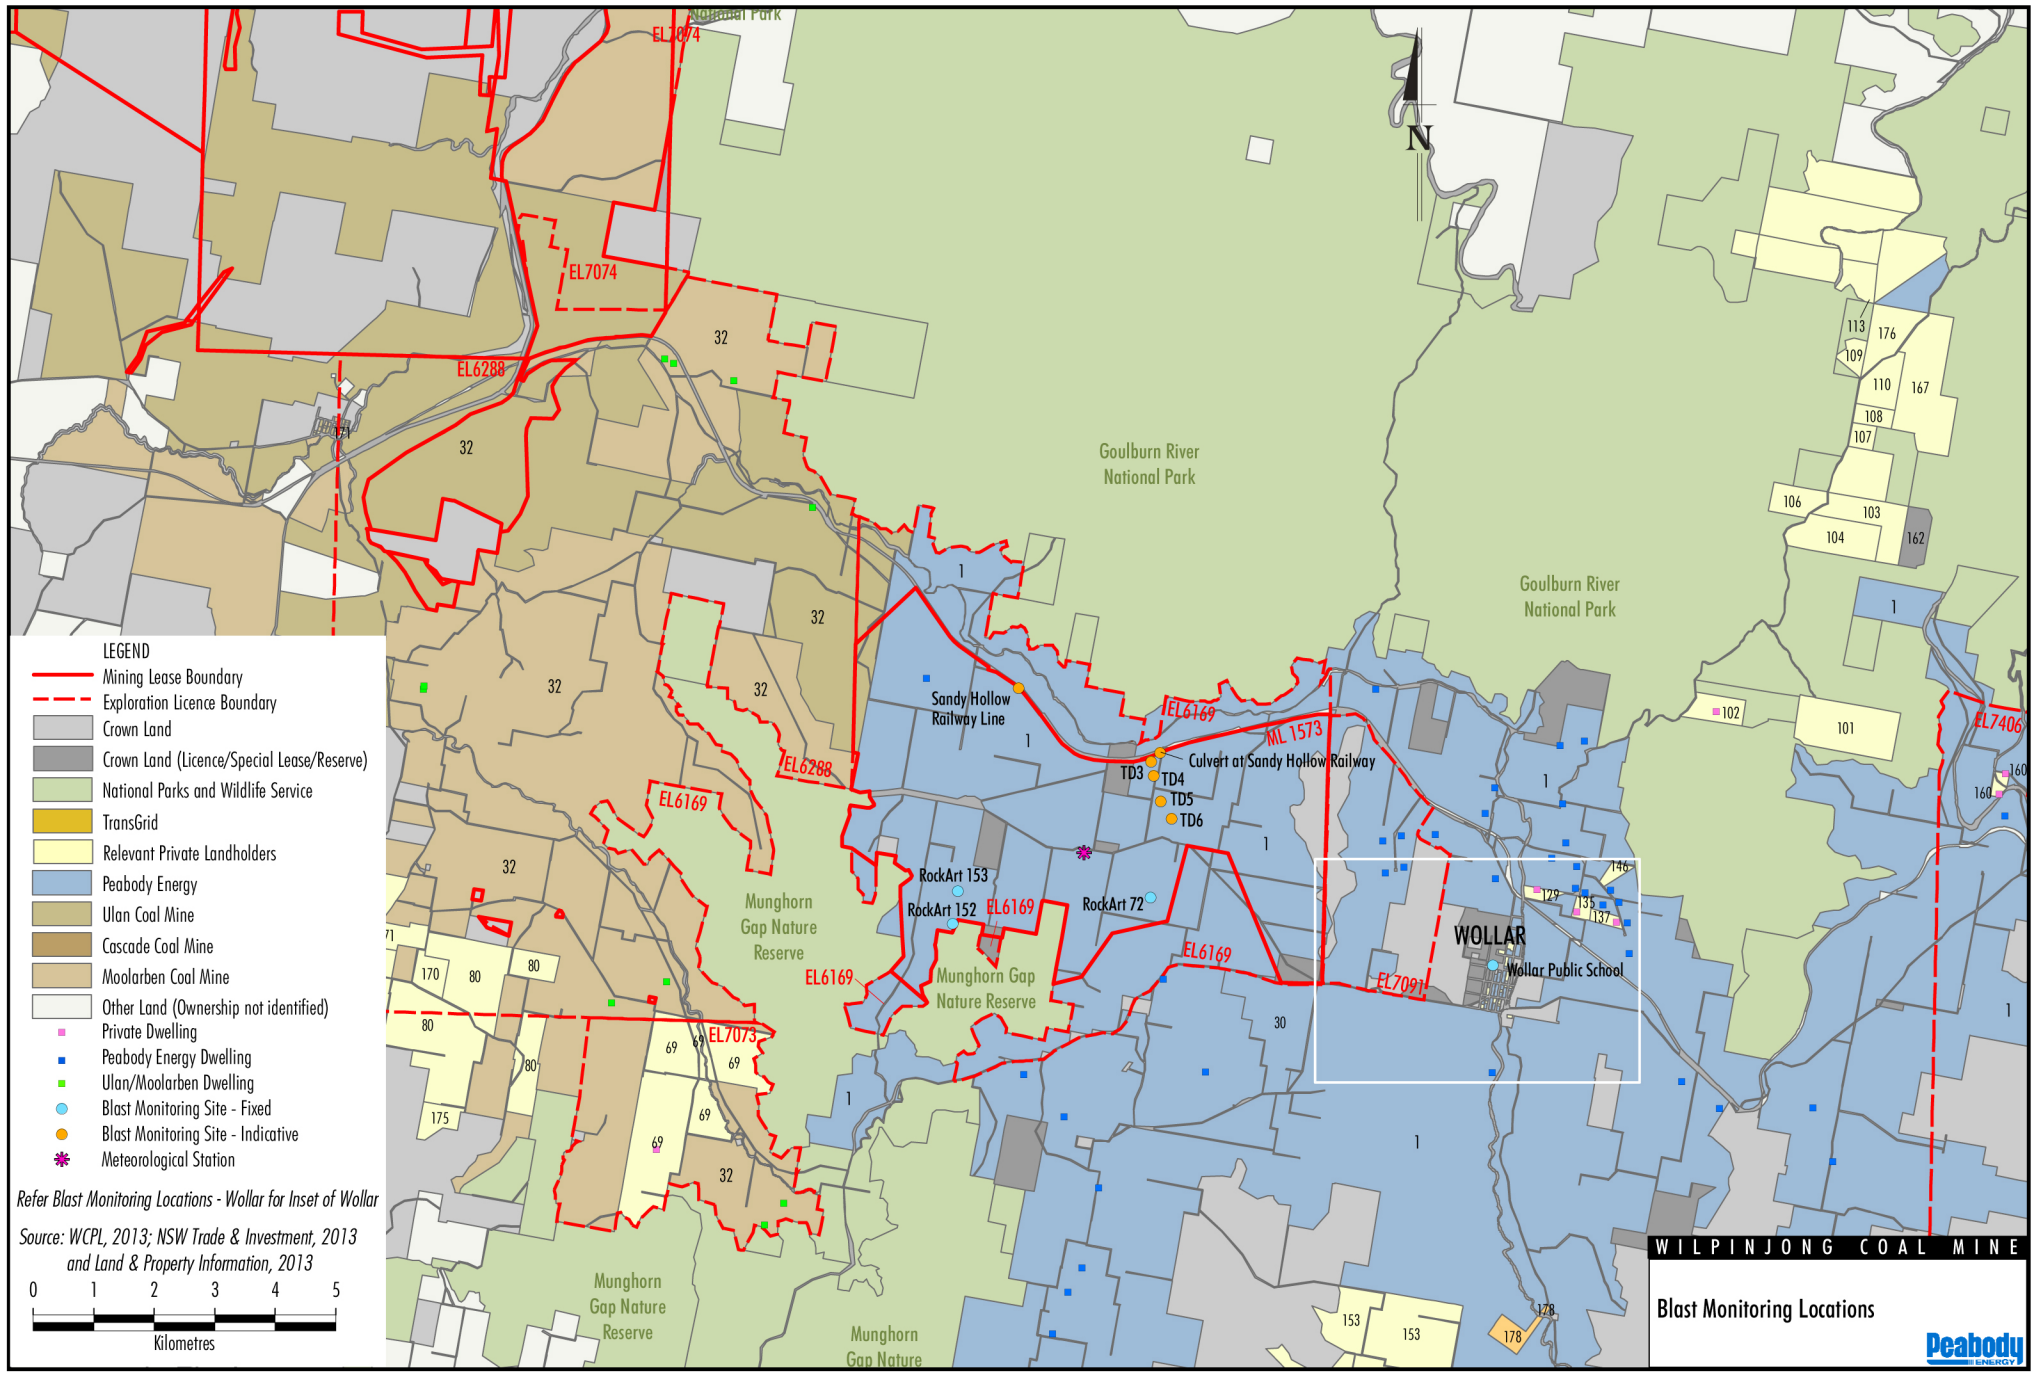 National Park
EL7074
N
EL7074
32
EL6288
171
32
113
176
109
110
167
108
107
106
103
104
162
Goulburn River
National Park
Goulburn River
National Park
1
1
32
32
32
Sandy Hollow
Railway Line
1
EL6169
ML 1573
Culvert at Sandy Hollow Railway
TD3
TD4
TD5
TD6
1
1
102
101
EL7406
160
160
EL6288
EL6169
32
RockArt 153
RockArt 152
EL6169
RockArt 72
Munghorn
Gap Nature
Reserve
Munghorn Gap
Nature Reserve
EL6169
EL6169
146
129
135
137
WOLLAR
Wollar Public School
EL7091
30
1
71
170
80
80
80
80
175
EL7073
69
69
69
69
69
32
1
1
153
153
178
178
Munghorn
Gap Nature
Reserve
Munghorn
Gap Nature
LEGEND
Mining Lease Boundary
Exploration Licence Boundary
Crown Land
Crown Land (Licence/Special Lease/Reserve)
National Parks and Wildlife Service
TransGrid
Relevant Private Landholders
Peabody Energy
Ulan Coal Mine
Cascade Coal Mine
Moolarben Coal Mine
Other Land (Ownership not identified)
Private Dwelling
Peabody Energy Dwelling
Ulan/Moolarben Dwelling
Blast Monitoring Site - Fixed
Blast Monitoring Site - Indicative
Meteorological Station
Refer Blast Monitoring Locations - Wollar for Inset of Wollar
Source: WCPL, 2013; NSW Trade & Investment, 2013
and Land & Property Information, 2013
0 1 2 3 4 5
Kilometres
WILPINJONG COAL MINE
Blast Monitoring Locations
Peabody
ENERGY